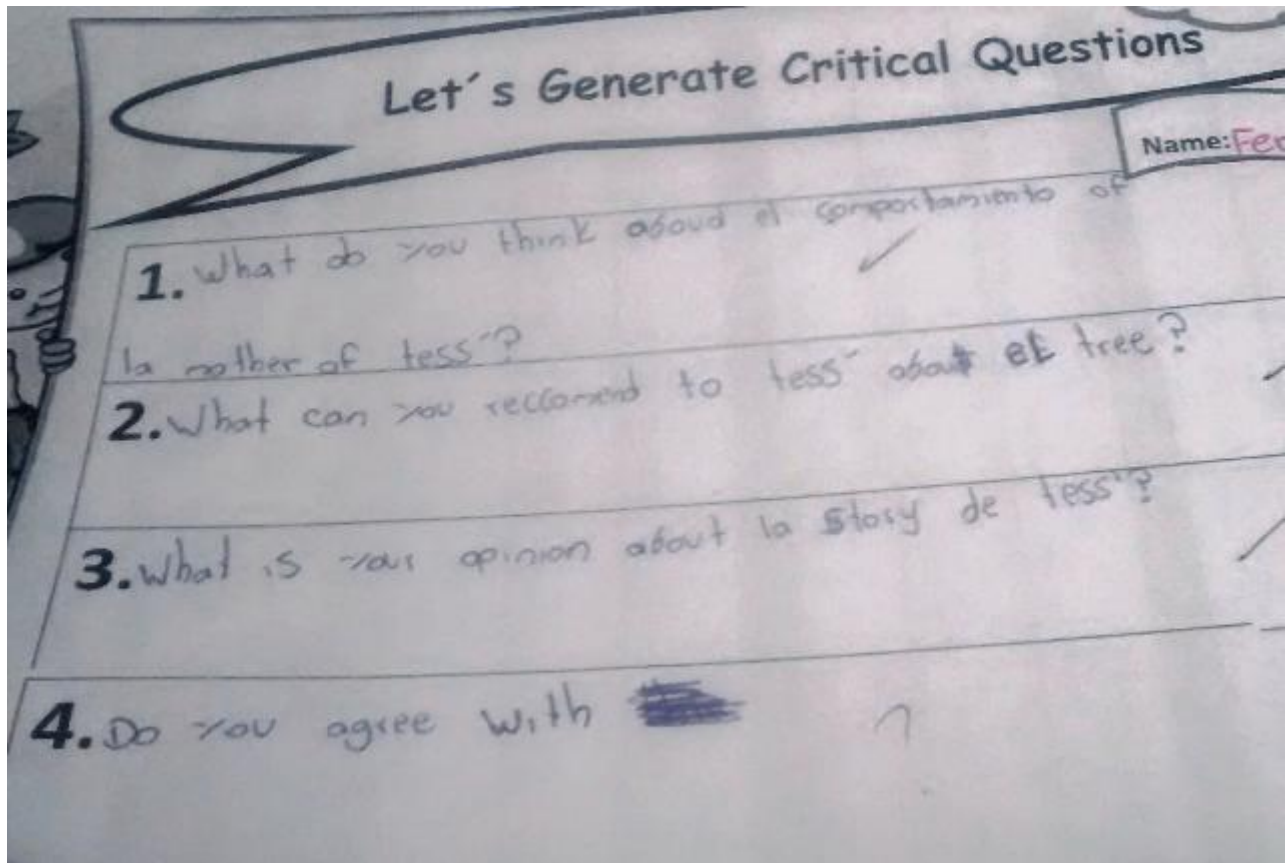 Let´s Generate Critical Questions
Name: Fer
1. What do you think aboud el comportamiento of
la mother of tess´?
2. What can you reccomend to tess´ about el tree?
3. What is your opinion about la story de tess´?
4. Do you agree with